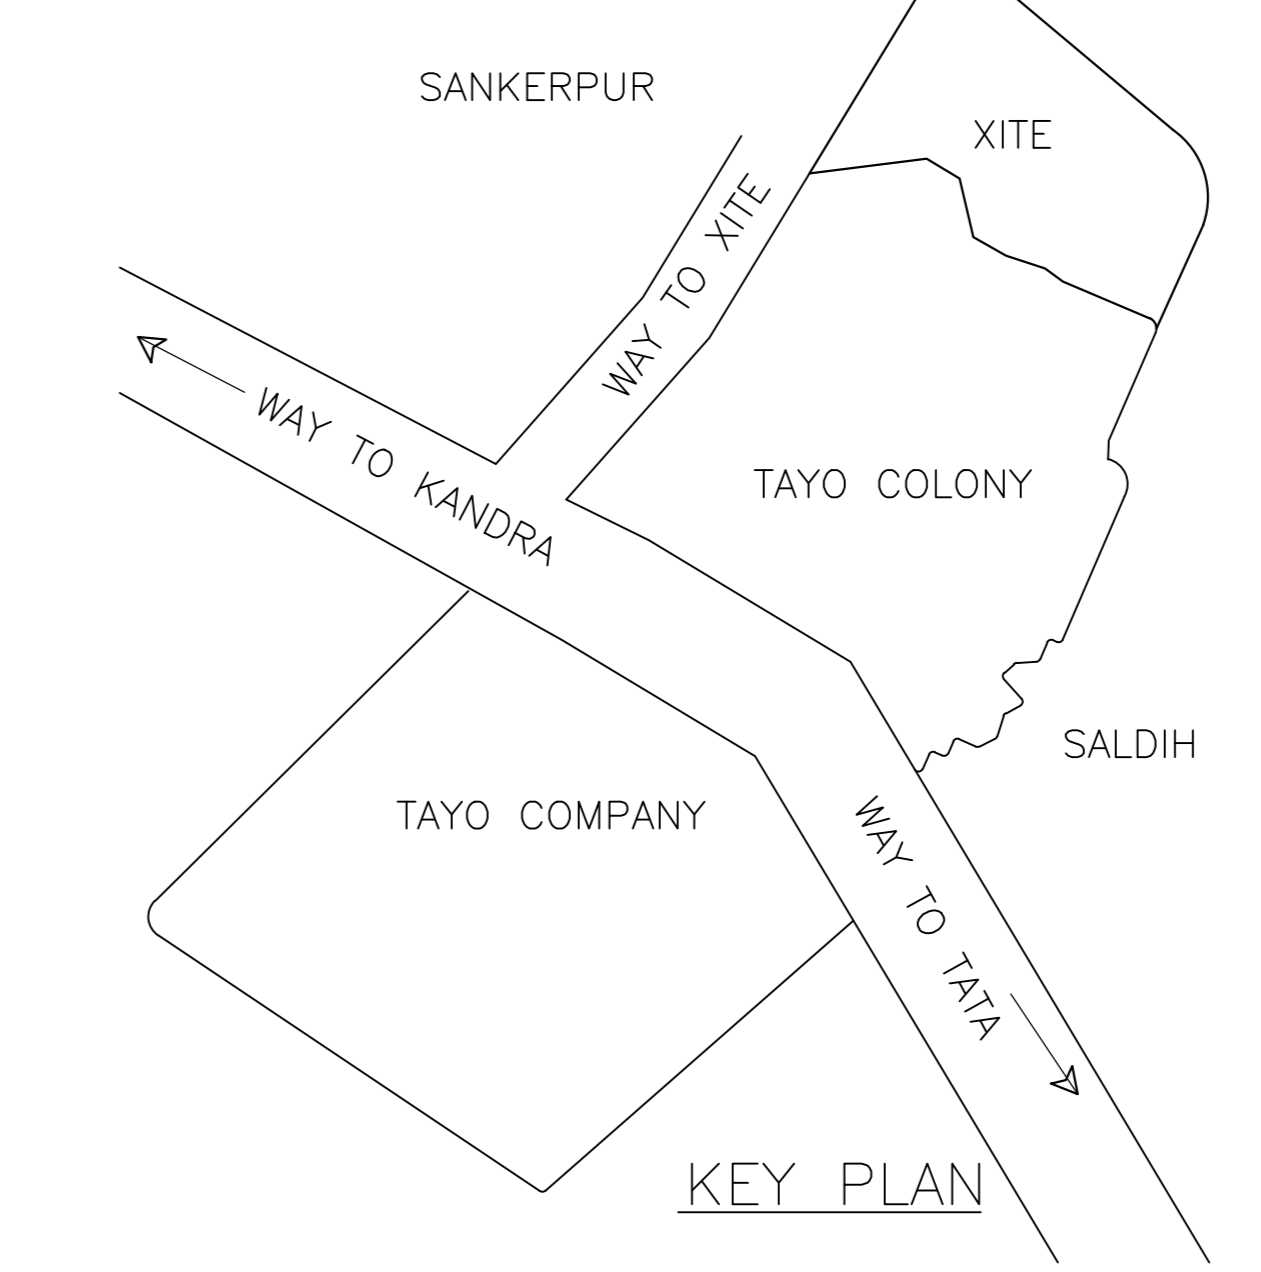 SANKERPUR
XITE
WAY TO XITE
WAY TO KANDRA
TAYO COLONY
SALDIH
TAYO COMPANY
WAY TO TATA
KEY PLAN